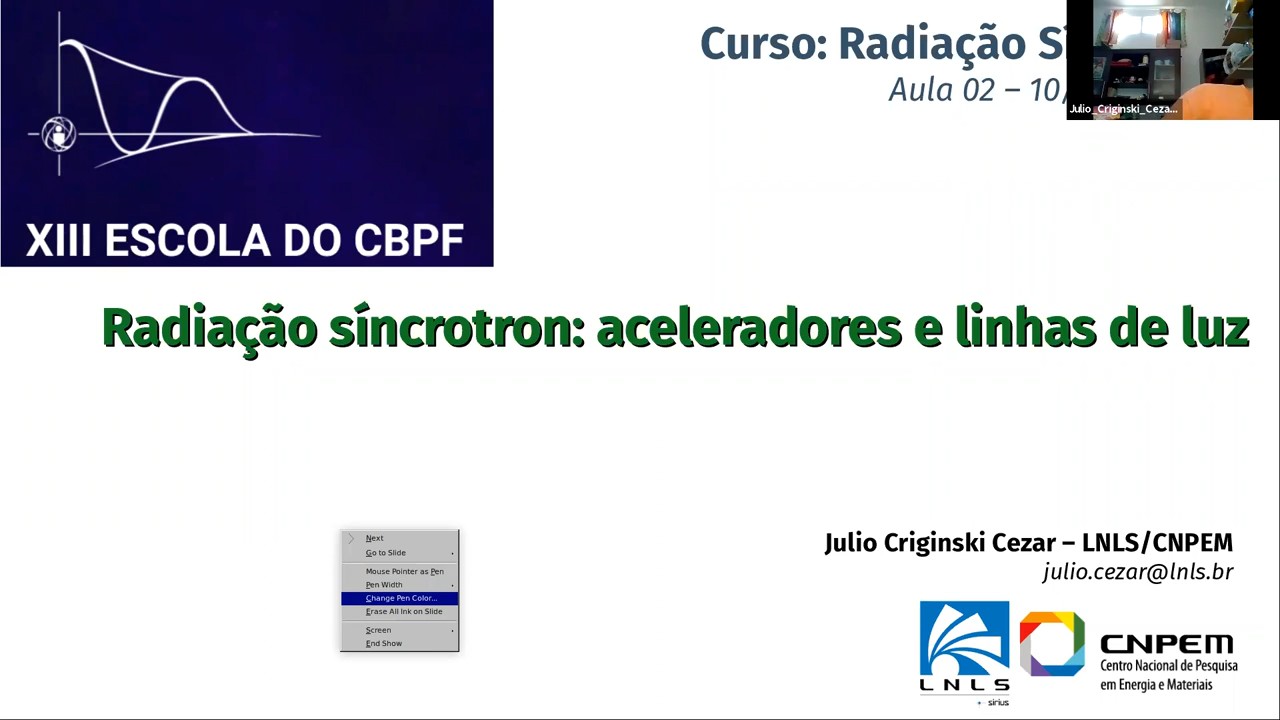 Curso: Radiação
Aula 02 – 10/
Julio_Criginski_Ceza...
XIII ESCOLA DO CBPF
Radiação síncrotron: aceleradores e linhas de luz
Next
Go to Slide
Mouse Pointer as Pen
Pen Width
Change Pen Color...
Erase All Ink on Slide
Screen
End Show
Julio Criginski Cezar – LNLS/CNPEM
julio.cezar@lnls.br
LNLS
sirius
CNPEM
Centro Nacional de Pesquisa
em Energia e Materiais